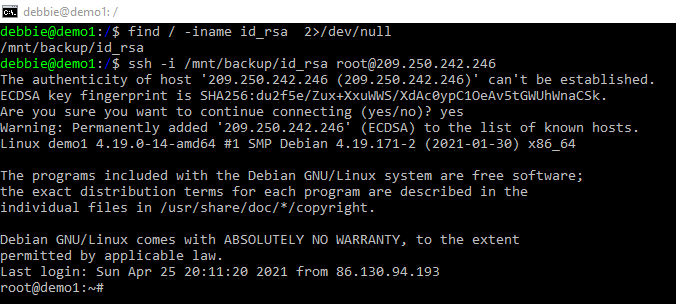 debbie@demo1: /
debbie@demo1:/$ find / -iname id_rsa  2>/dev/null
/mnt/backup/id_rsa
debbie@demo1:/$ ssh -i /mnt/backup/id_rsa root@209.250.242.246
The authenticity of host '209.250.242.246 (209.250.242.246)' can't be established.
ECDSA key fingerprint is SHA256:du2f5e/Zux+XxuWWS/XdAc0ypC1OeAv5tGWUhWnaCSk.
Are you sure you want to continue connecting (yes/no)? yes
Warning: Permanently added '209.250.242.246' (ECDSA) to the list of known hosts.
Linux demo1 4.19.0-14-amd64 #1 SMP Debian 4.19.171-2 (2021-01-30) x86_64
The programs included with the Debian GNU/Linux system are free software;
the exact distribution terms for each program are described in the
individual files in /usr/share/doc/*/copyright.
Debian GNU/Linux comes with ABSOLUTELY NO WARRANTY, to the extent
permitted by applicable law.
Last login: Sun Apr 25 20:11:20 2021 from 86.130.94.193
root@demo1:~#